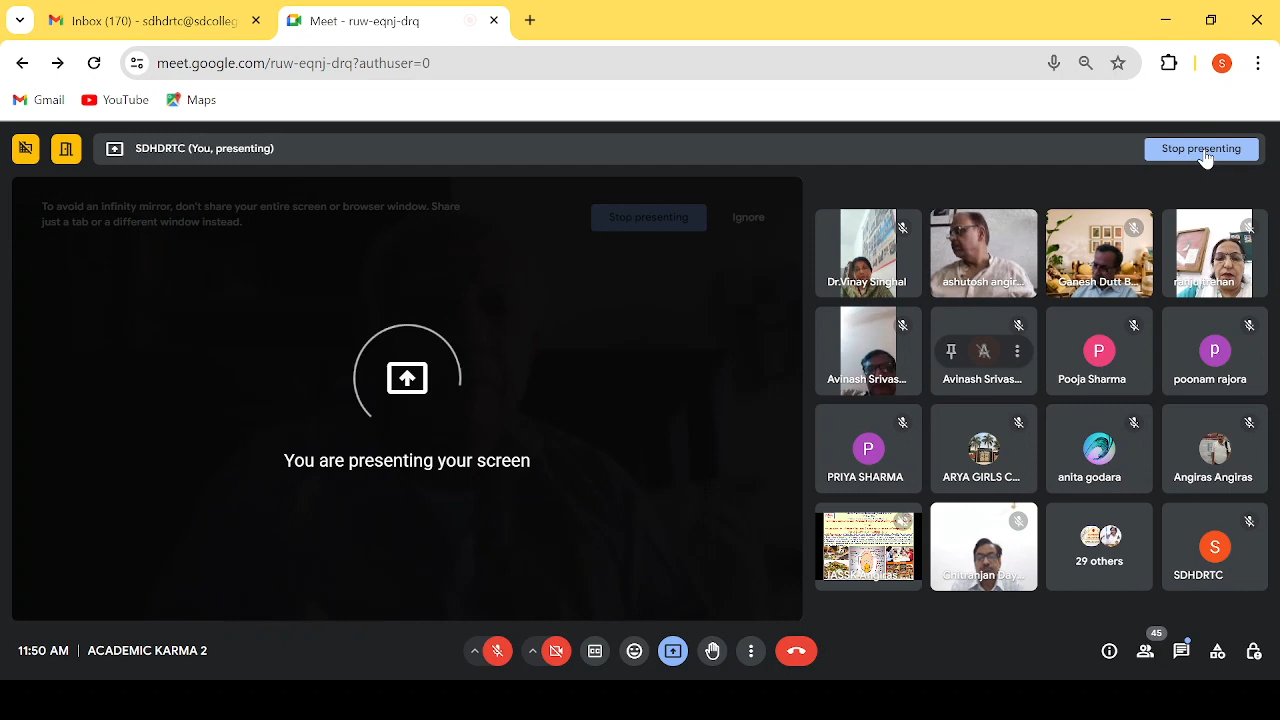 Inbox (170) - sdhdrtc@sdcolleg
Meet - ruw-eqnj-drq
meet.google.com/ruw-eqnj-drq?authuser=0
S
Gmail
YouTube
Maps
SDHDRTC (You, presenting)
Stop presenting
To avoid an infinity mirror, don't share your entire screen or browser window. Share
just a tab or a different window instead.
Stop presenting
Ignore
You are presenting your screen
Dr.Vinay Singhal
ashutosh angir...
Ganesh Dutt B...
ranju trehan
Avinash Srivas...
Avinash Srivas...
P
Pooja Sharma
p
poonam rajora
P
PRIYA SHARMA
ARYA GIRLS C...
anita godara
Angiras Angiras
Chitranjan Day...
29 others
S
SDHDRTC
11:50 AM | ACADEMIC KARMA 2
45